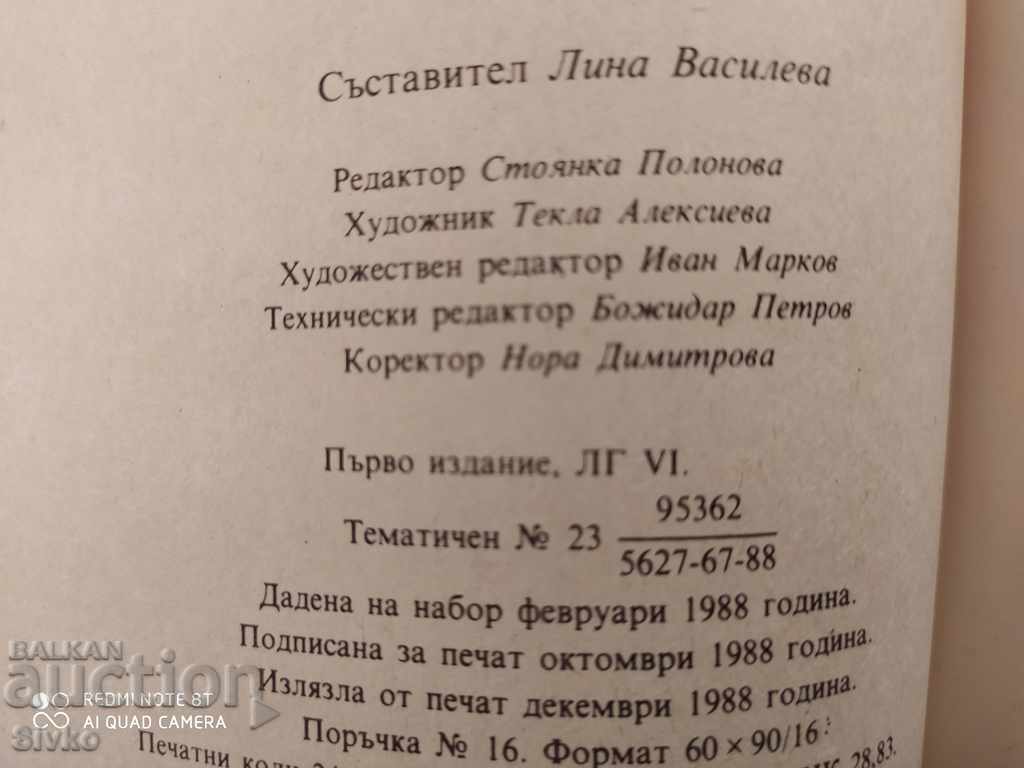 Съставител Лина Василева
Редактор Стоянка Полонова
Художник Текла Алексиева
Художествен редактор Иван Марков
Технически редактор Божидар Петров
Коректор Нора Димитрова
Първо издание, ЛГ VI.
Тематичен № 23 95362
5627-67-88
Дадена на набор февруари 1988 година.
Подписана за печат октомври 1988 година.
Излязла от печат декември 1988 година.
Поръчка № 16. Формат 60 × 90/16
Печатни 28,83.
BALKAN
auction
REDMI NOTE 8T
AI QUAD CAMERA
Sivko